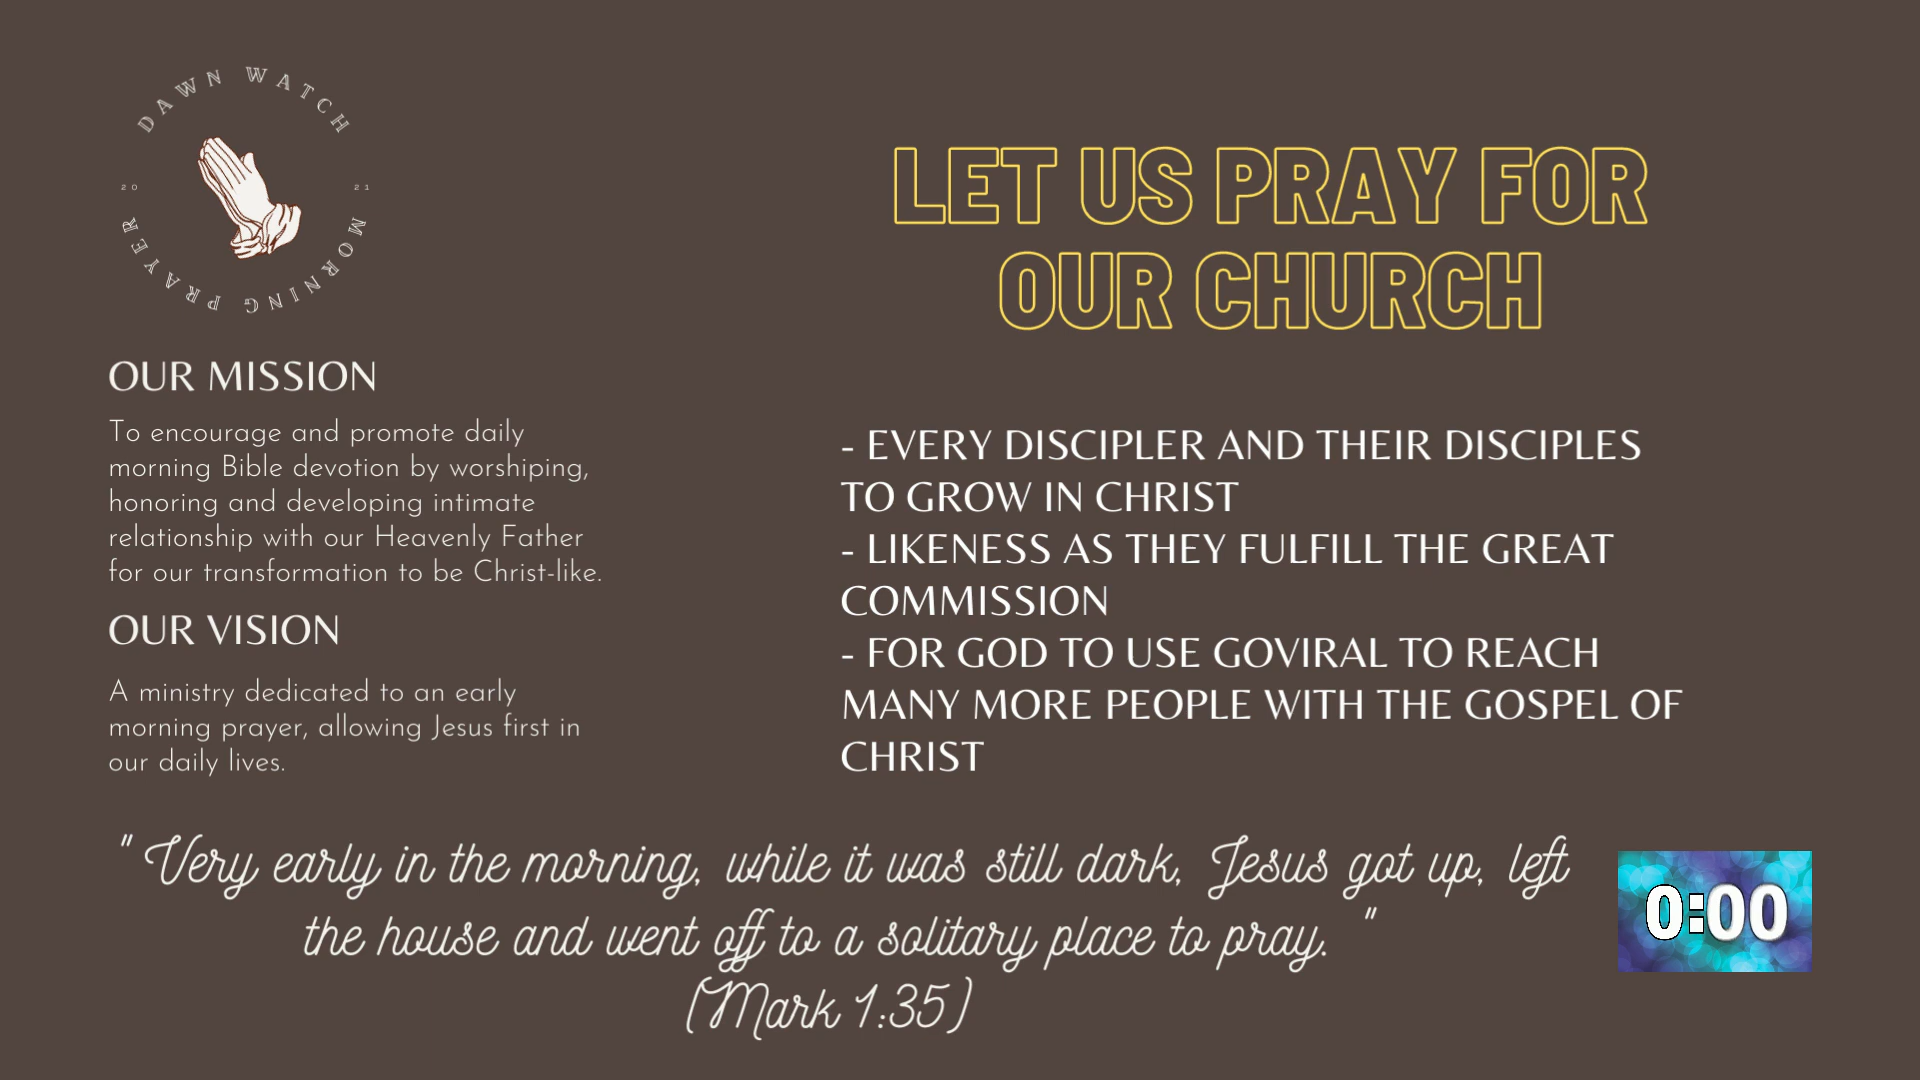 DAWN WATCH
20 21
MORNING PRAYER
OUR MISSION
To encourage and promote daily
morning Bible devotion by worshiping,
honoring and developing intimate
relationship with our Heavenly Father
for our transformation to be Christ-like.
OUR VISION
A ministry dedicated to an early
morning prayer, allowing Jesus first in
our daily lives.
LET US PRAY FOR
OUR CHURCH
- EVERY DISCIPLER AND THEIR DISCIPLES
TO GROW IN CHRIST
- LIKENESS AS THEY FULFILL THE GREAT
COMMISSION
- FOR GOD TO USE GOVIRAL TO REACH
MANY MORE PEOPLE WITH THE GOSPEL OF
CHRIST
" Very early in the morning, while it was still dark, Jesus got up, left
the house and went off to a solitary place to pray. "
(Mark 1:35)
0:00